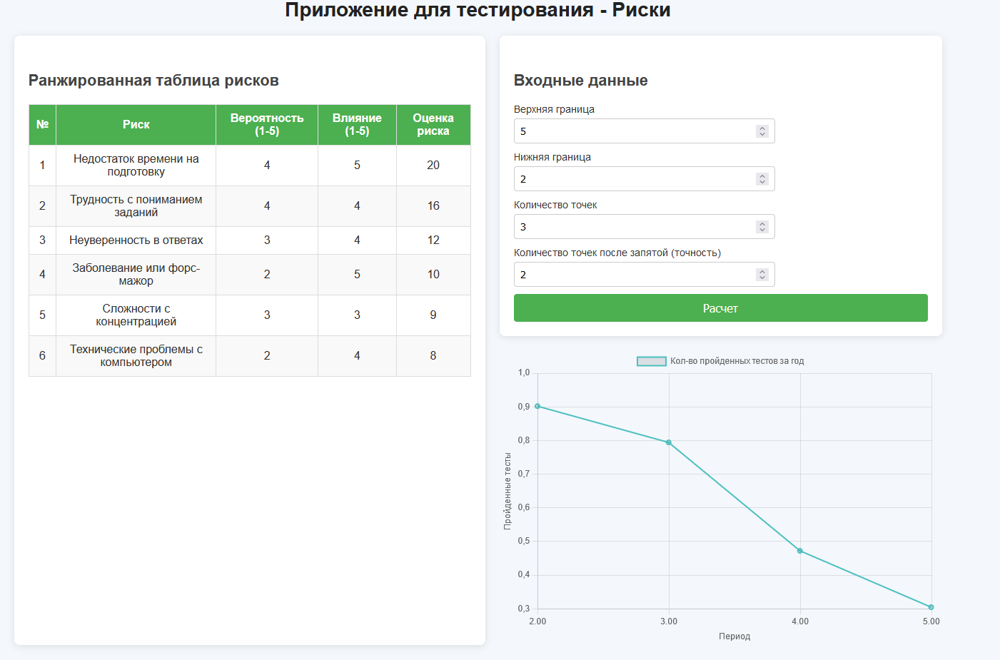 Приложение для тестирования - Риски
Ранжированная таблица рисков
№ Риск Вероятность (1-5) Влияние (1-5) Оценка риска
1 Недостаток времени на подготовку 4 5 20
2 Трудность с пониманием заданий 4 4 16
3 Неуверенность в ответах 3 4 12
4 Заболевание или форс-мажор 2 5 10
5 Сложности с концентрацией 3 3 9
6 Технические проблемы с компьютером 2 4 8
Входные данные
Верхняя граница
5
Нижняя граница
2
Количество точек
3
Количество точек после запятой (точность)
2
Расчет
Кол-во пройденных тестов за год
Пройденные тесты
1,0
0,9
0,8
0,7
0,6
0,5
0,4
0,3
2.00 3.00 4.00 5.00
Период